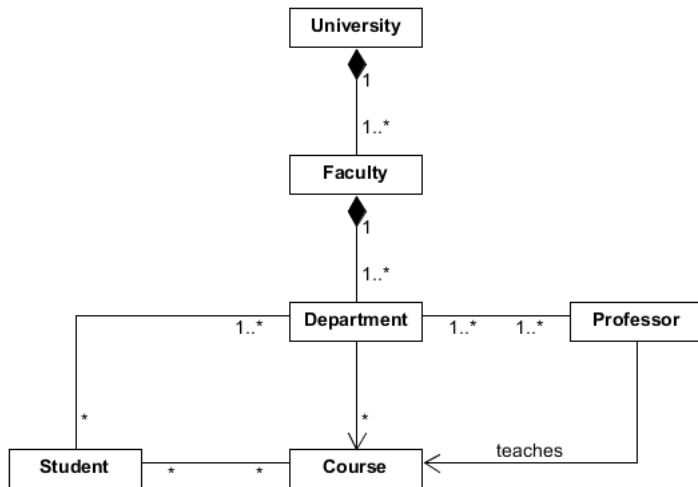 University
1
1..*
Faculty
1
1..*
1..*
Department
1..*
1..*
Professor
*
*
teaches
Student
*
*
Course